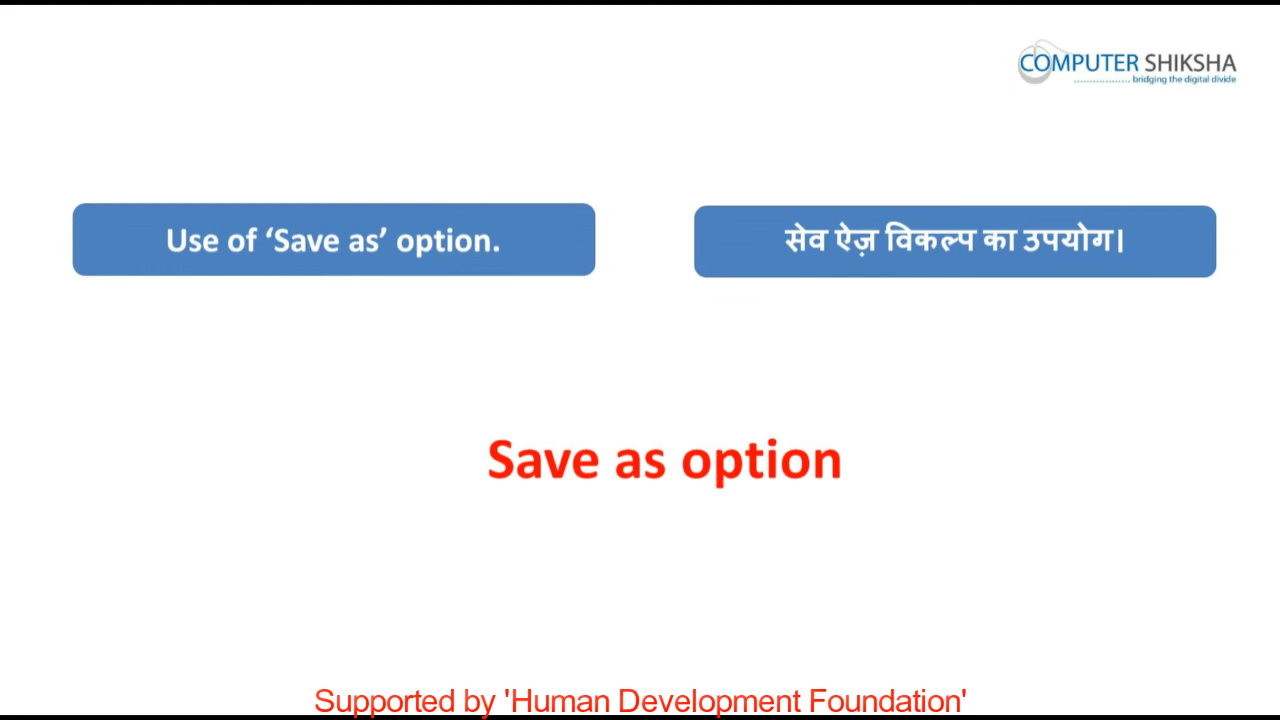 COMPUTER SHIKSHA
................. bridging the digital divide
Use of ‘Save as’ option.
सेव ऐज़ विकल्प का उपयोग।
Save as option
Supported by 'Human Development Foundation'